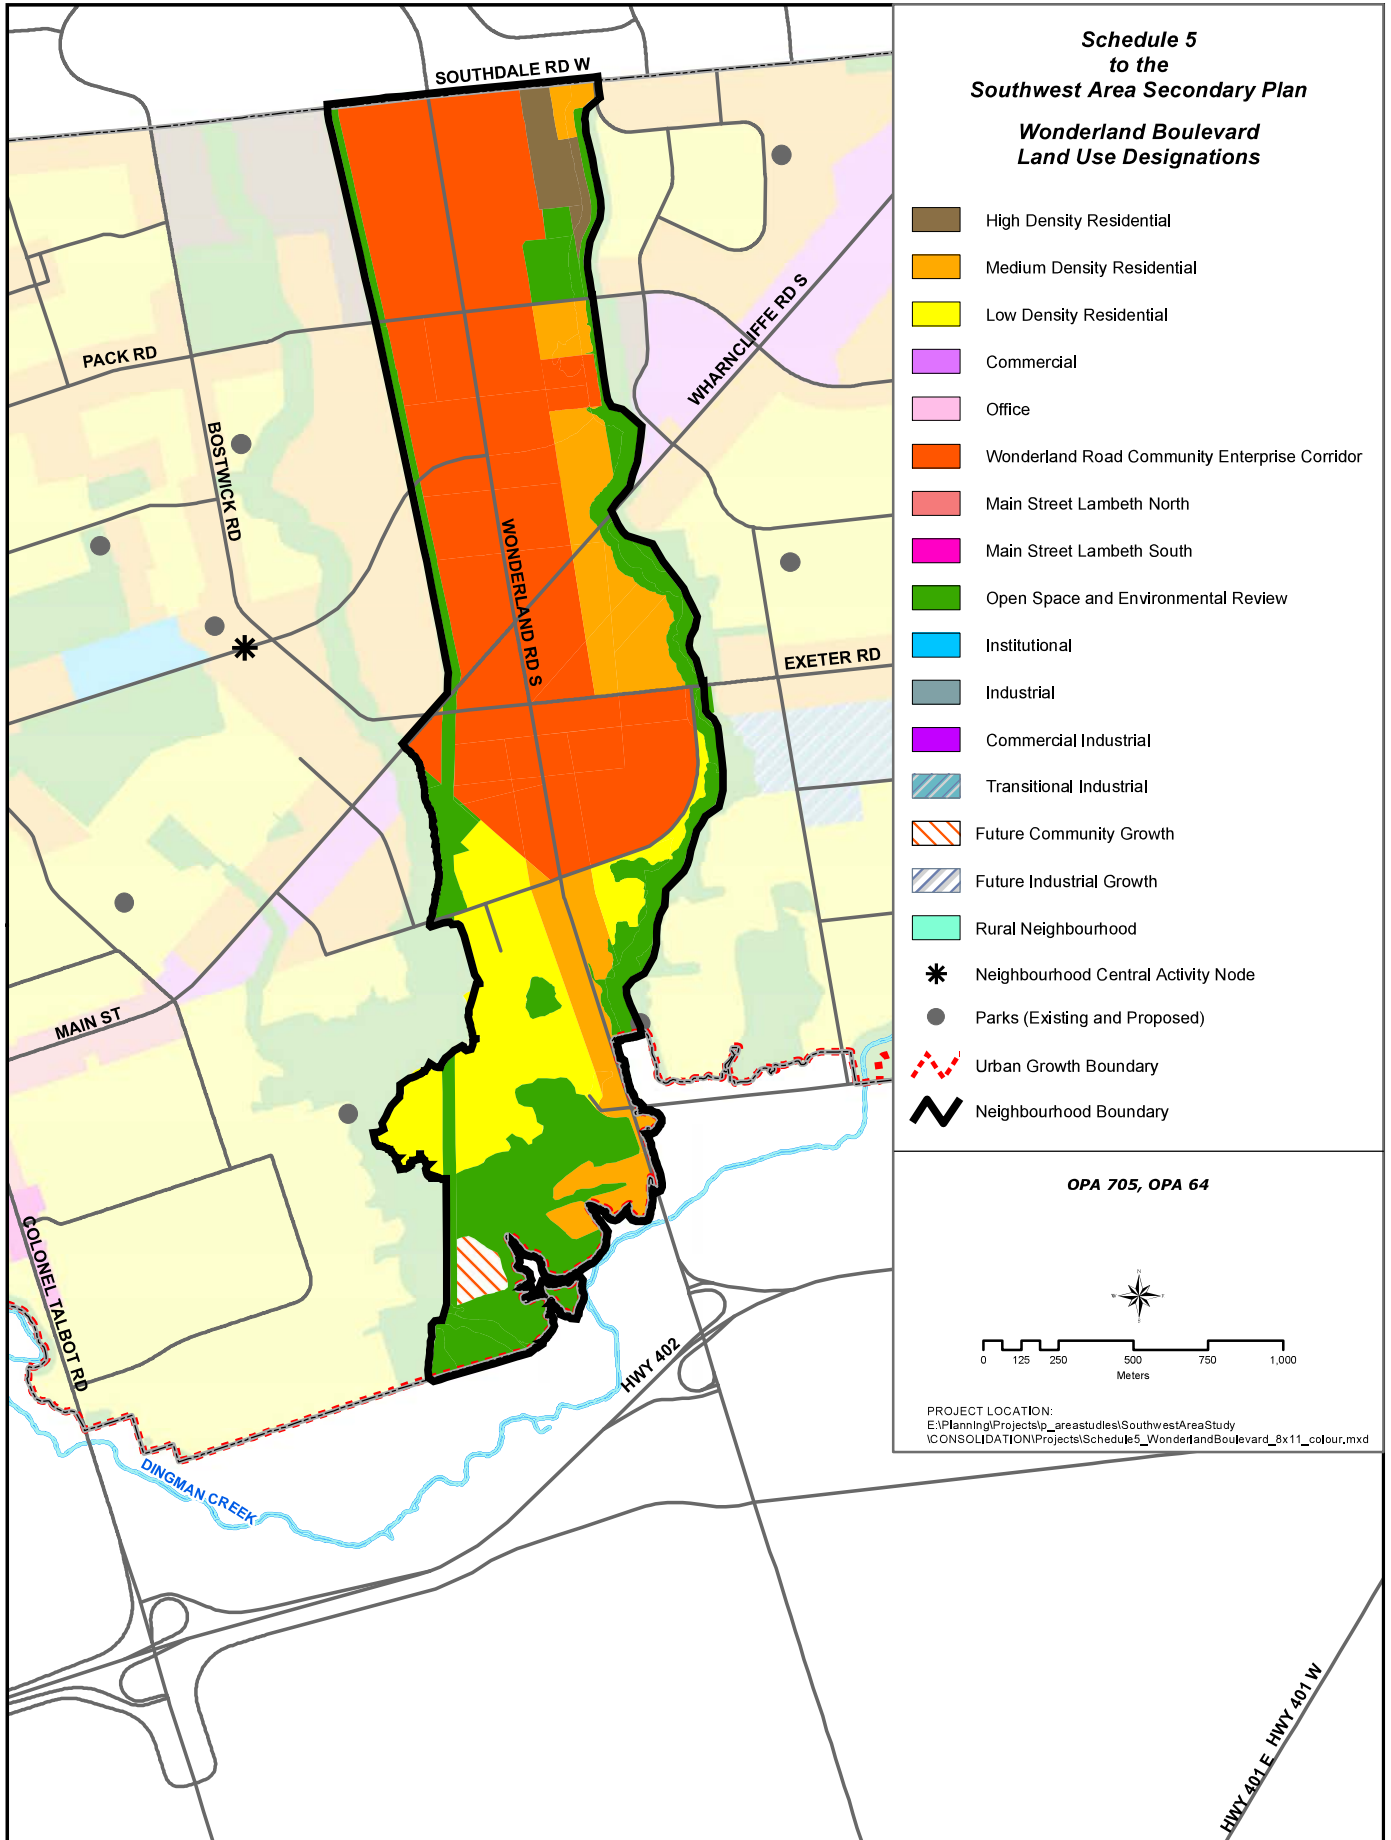 Schedule 5
to the
Southwest Area Secondary Plan
Wonderland Boulevard
Land Use Designations
High Density Residential
Medium Density Residential
Low Density Residential
Commercial
Office
Wonderland Road Community Enterprise Corridor
Main Street Lambeth North
Main Street Lambeth South
Open Space and Environmental Review
Institutional
Industrial
Commercial Industrial
Transitional Industrial
Future Community Growth
Future Industrial Growth
Rural Neighbourhood
Neighbourhood Central Activity Node
Parks (Existing and Proposed)
Urban Growth Boundary
Neighbourhood Boundary
OPA 705, OPA 64
N
W
E
S
0 125 250 500 750 1,000
Meters
PROJECT LOCATION:
E:\Planning\Projects\p_areastudies\SouthwestAreaStudy
\CONSOLIDATION\Projects\Schedule5_WonderlandBoulevard_8x11_colour.mxd
SOUTHDALE RD W
PACK RD
BOSTWICK RD
WHARNCLIFFE RD S
WONDERLAND RD S
EXETER RD
MAIN ST
COLONEL TALBOT RD
HWY 402
DINGMAN CREEK
HWY 401 E
HWY 401 W